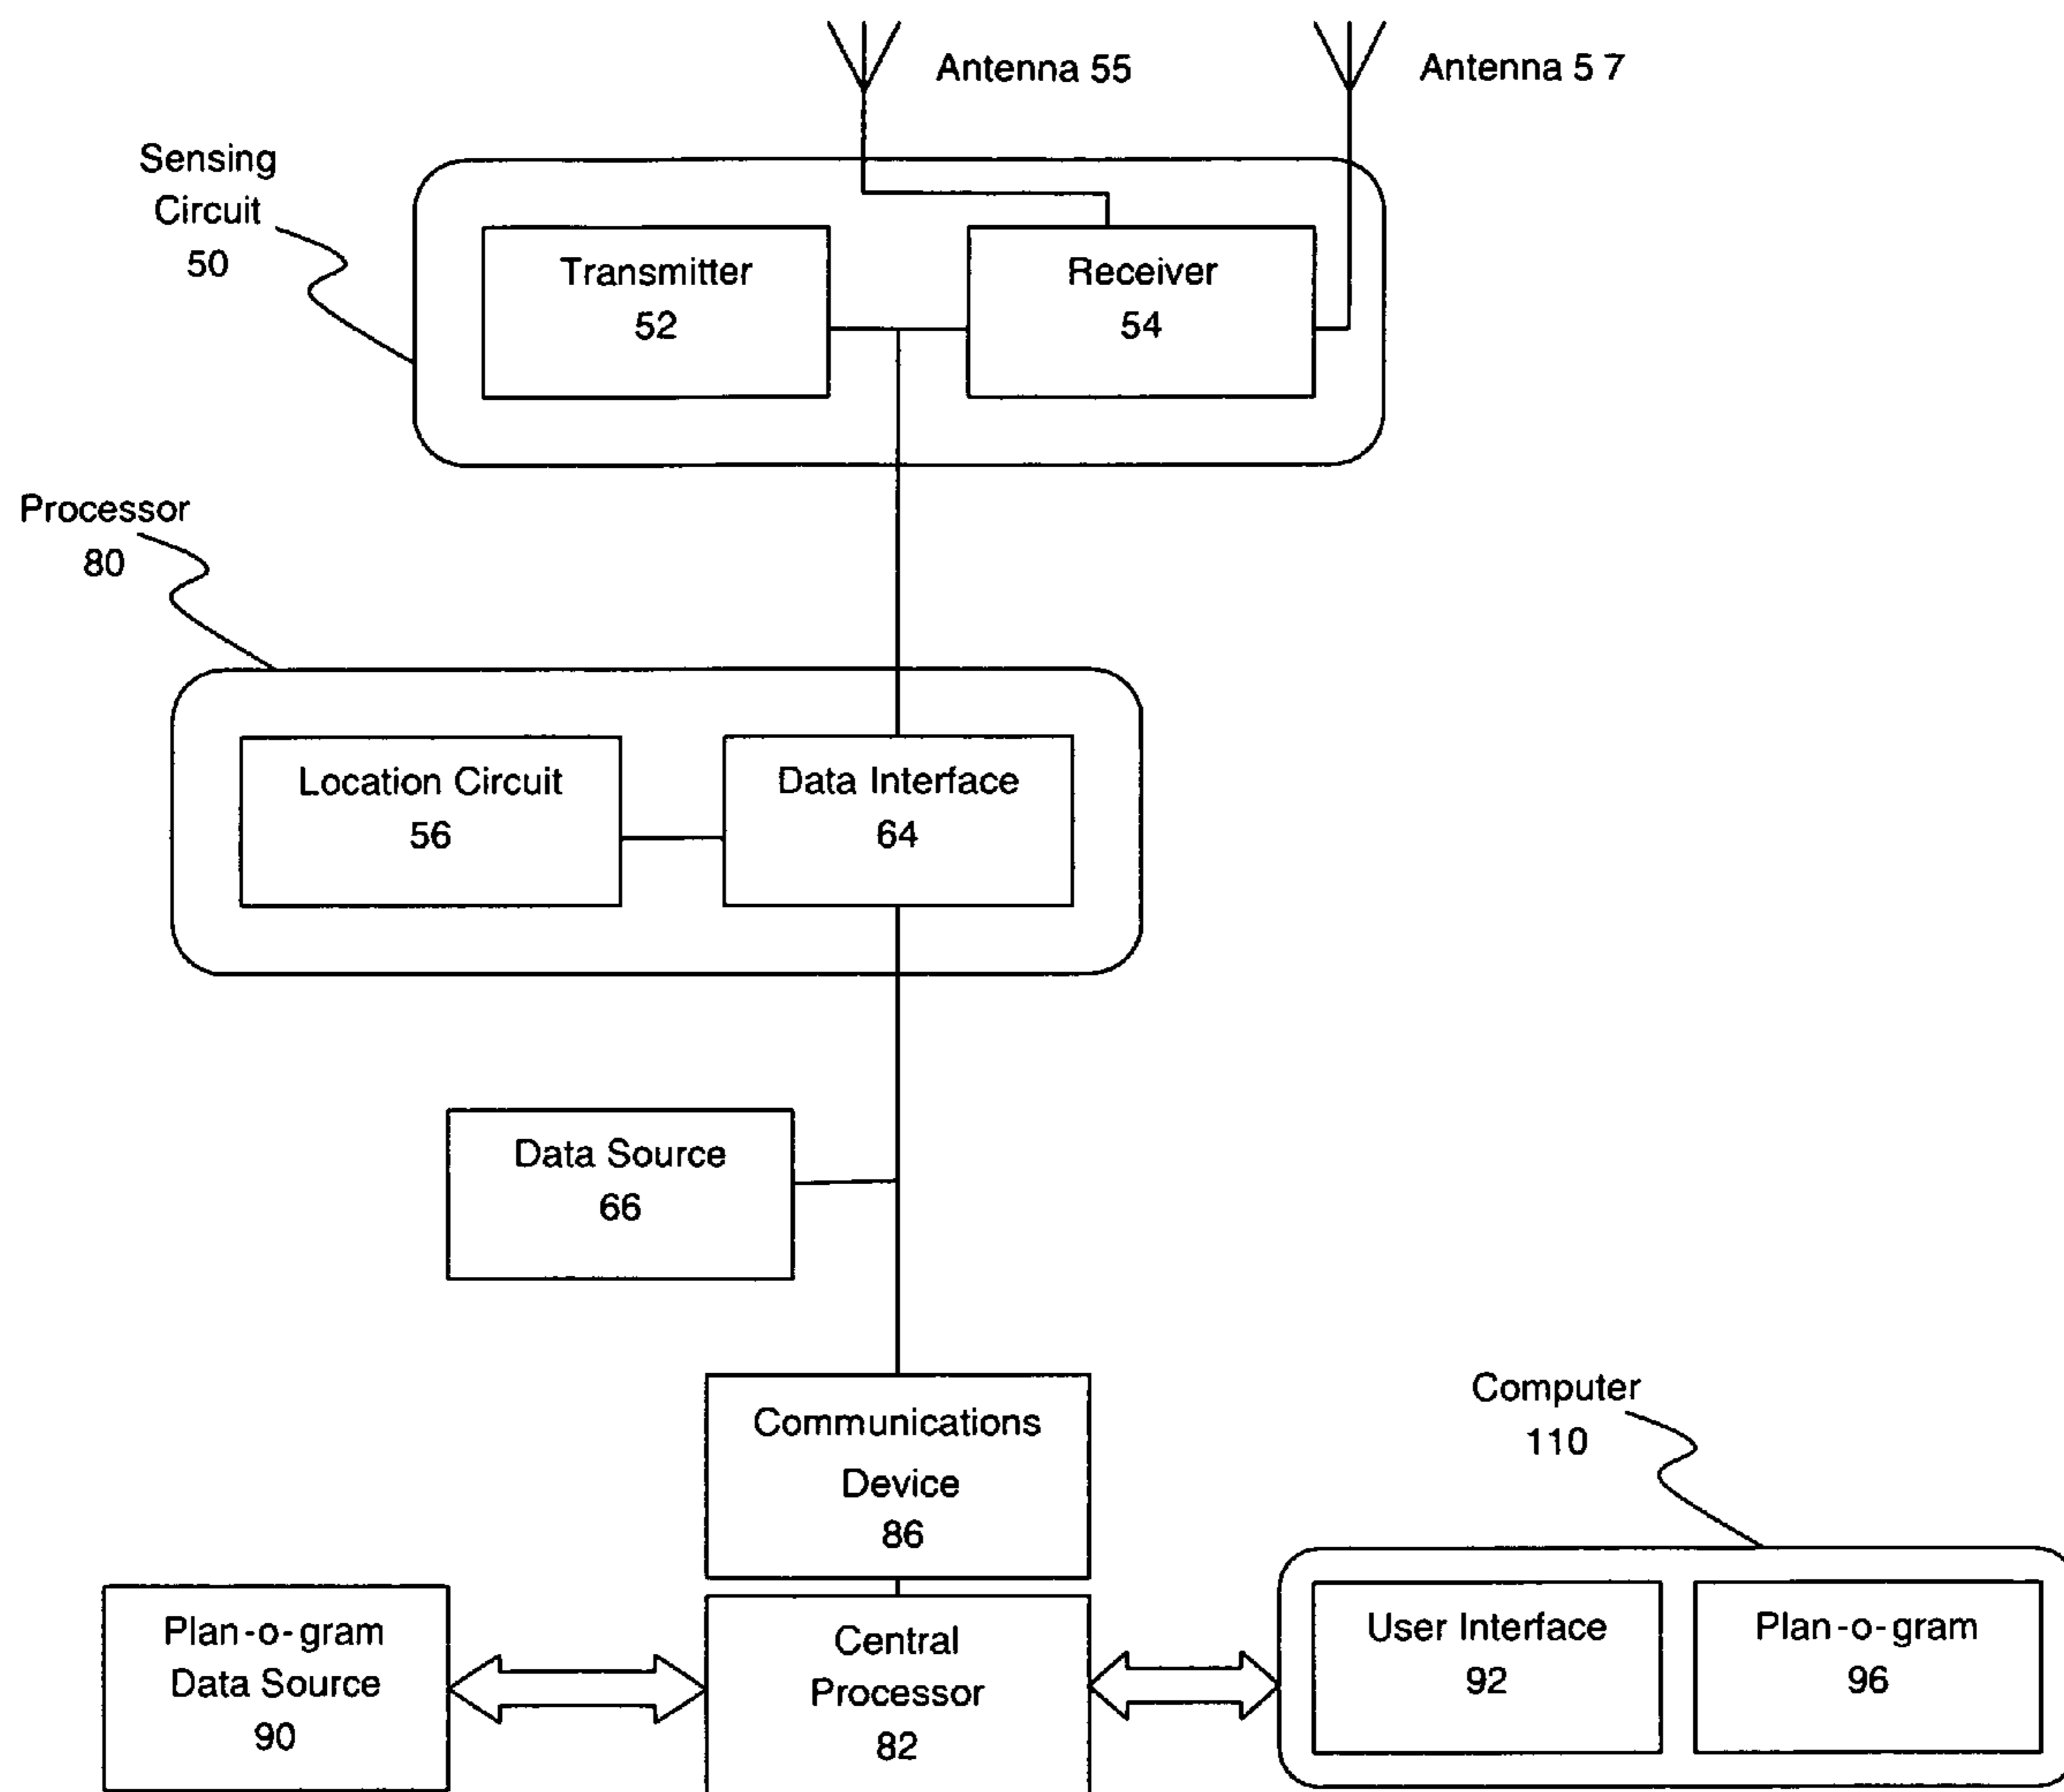 Antenna 55
Antenna 5 7
Sensing
Circuit
50
Transmitter
52
Receiver
54
Processor
80
Location Circuit
56
Data Interface
64
Data Source
66
Communications
Device
86
Computer
110
Plan-o-gram
Data Source
90
Central
Processor
82
User Interface
92
Plan-o-gram
96